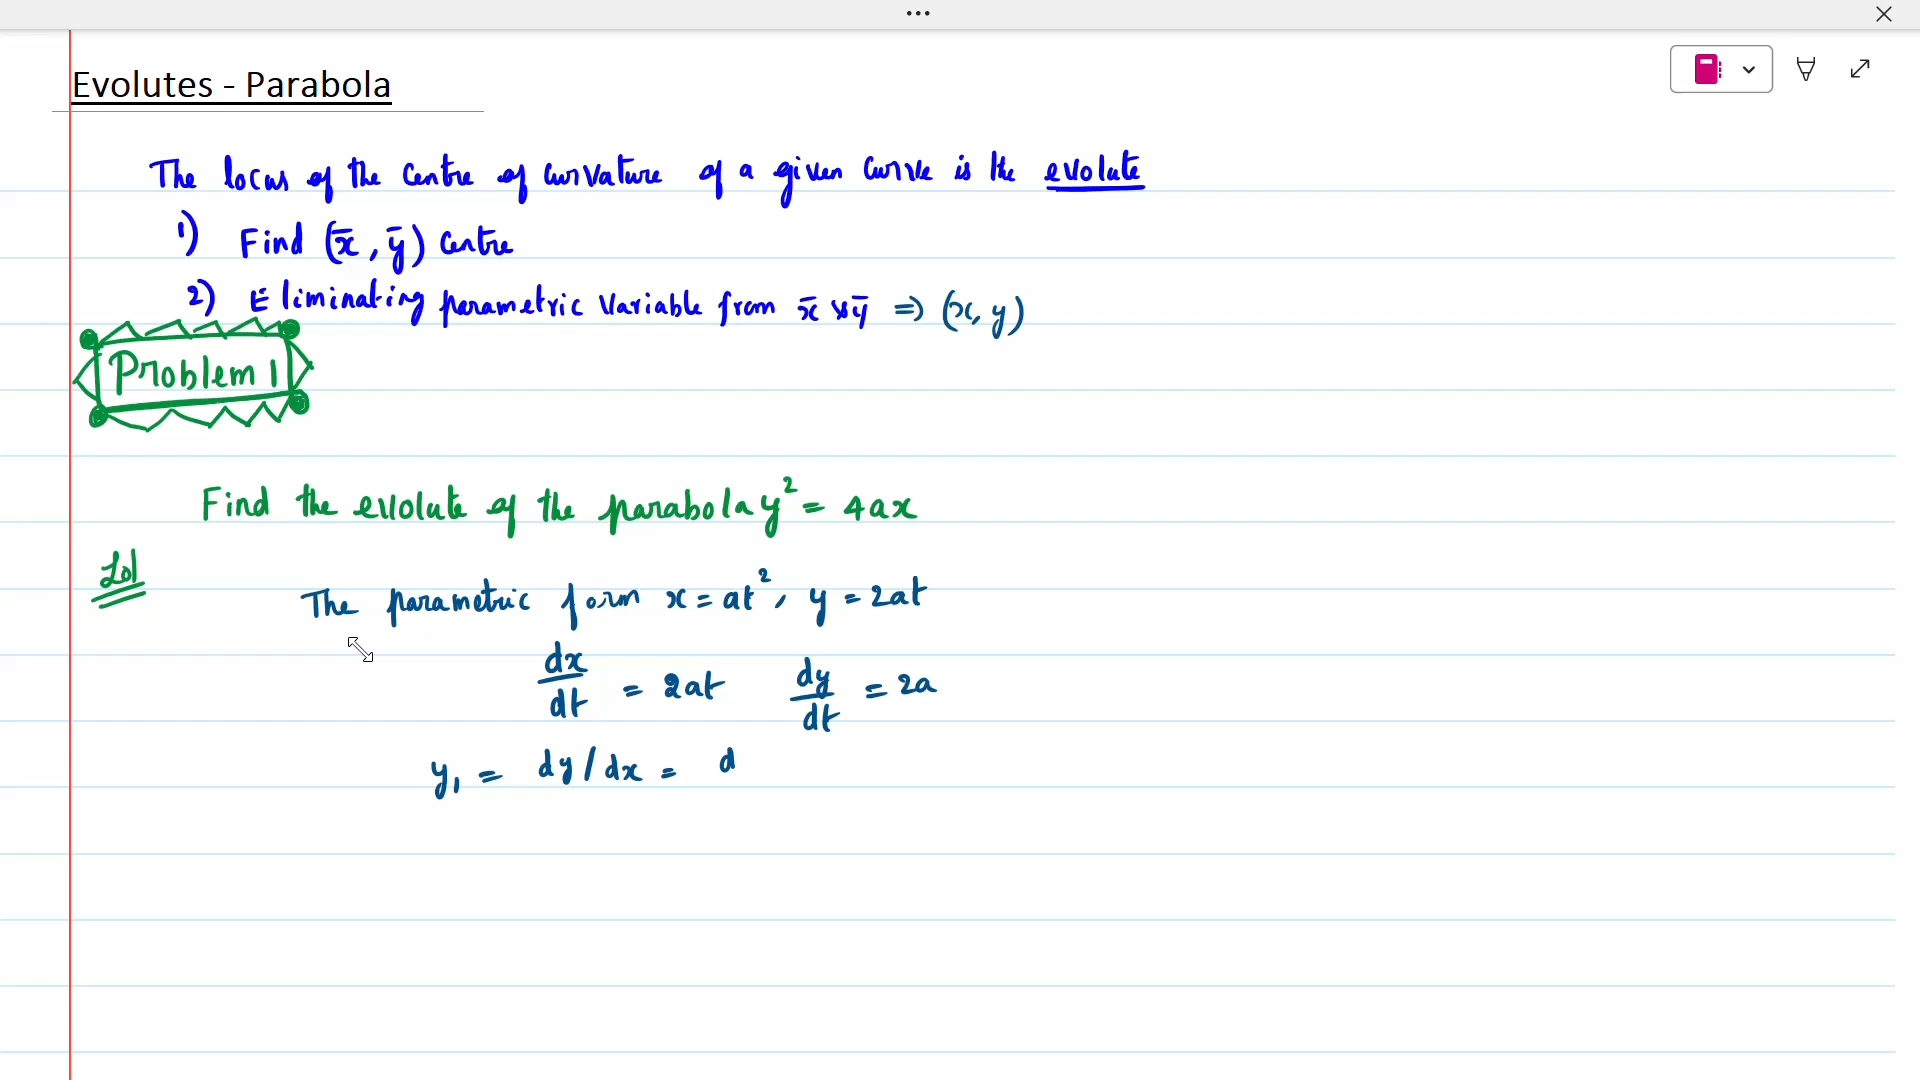 Evolutes - Parabola
The locus of the Centre of Curvature of a given Curve is the evolute
1) Find (x̄, ȳ) Centre
2) Eliminating parametric Variable from x̄ & ȳ ⇒ (x, y)
Problem 1
Find the evolute of the parabola y² = 4ax
Sol
The parametric form x = at², y = 2at
dx/dt = 2at dy/dt = 2a
y₁ = dy/dx = d